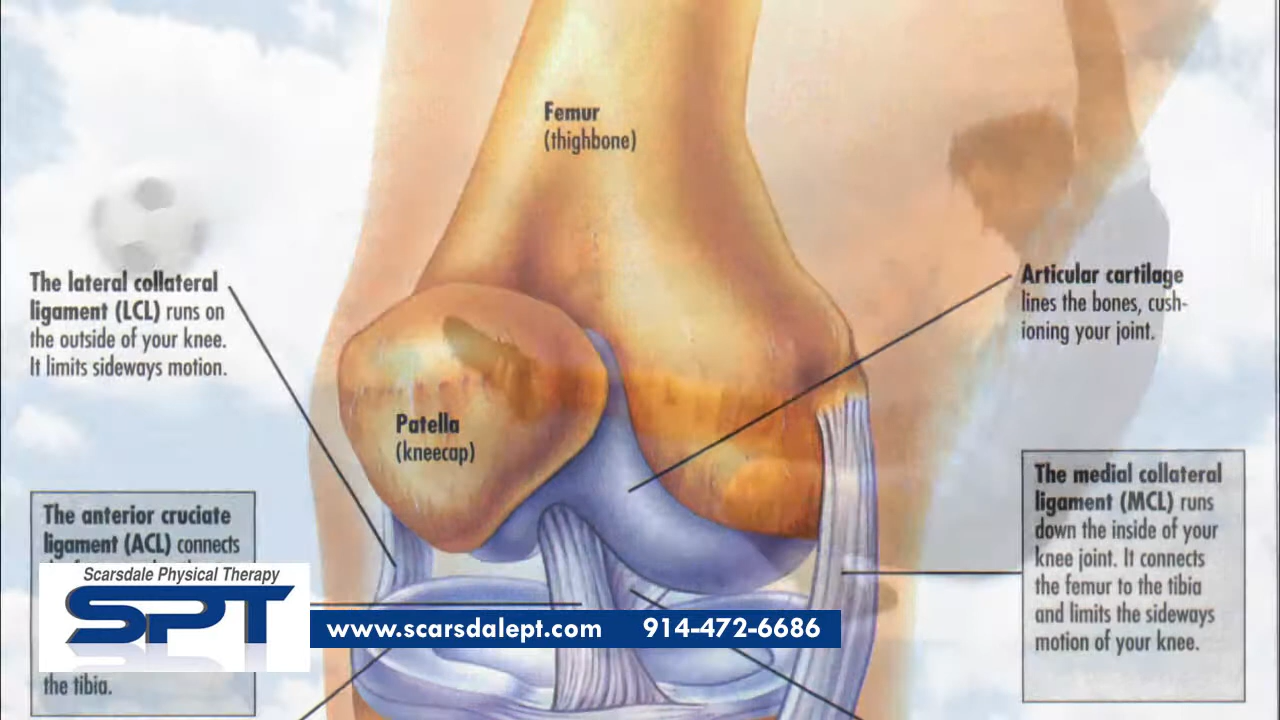 Femur
(thighbone)
The lateral collateral
ligament (LCL) runs on
the outside of your knee.
It limits sideways motion.
Articular cartilage
lines the bones, cush-
ioning your joint.
Patella
(kneecap)
The medial collateral
ligament (MCL) runs
down the inside of your
knee joint. It connects
the femur to the tibia
and limits the sideways
motion of your knee.
The anterior cruciate
ligament (ACL) connects
the tibia.
Scarsdale Physical Therapy
SPT
www.scarsdalept.com 914-472-6686